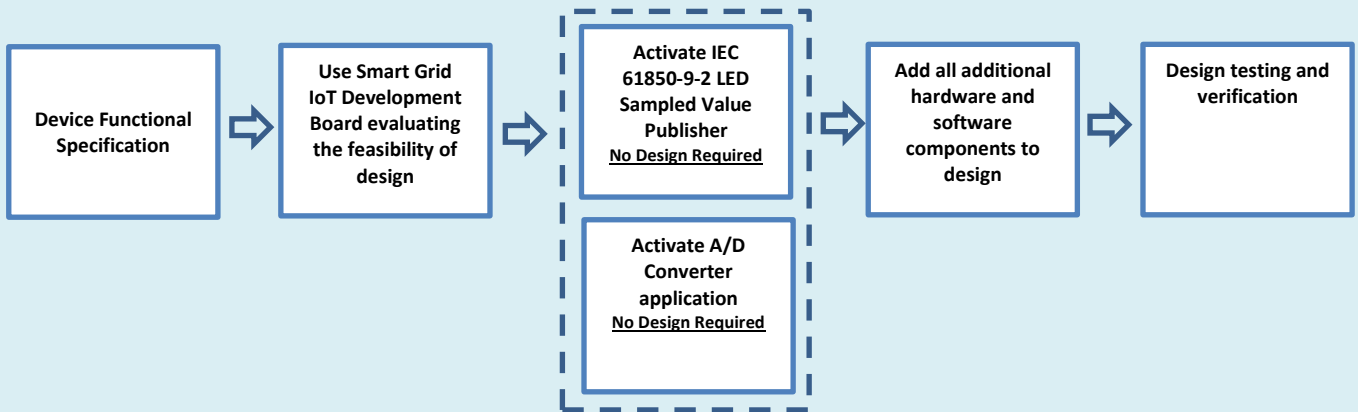 Device Functional
Specification
Use Smart Grid
IoT Development
Board evaluating
the feasibility of
design
Activate IEC
61850-9-2 LED
Sampled Value
Publisher
No Design Required
Activate A/D
Converter
application
No Design Required
Add all additional
hardware and
software
components to
design
Design testing and
verification